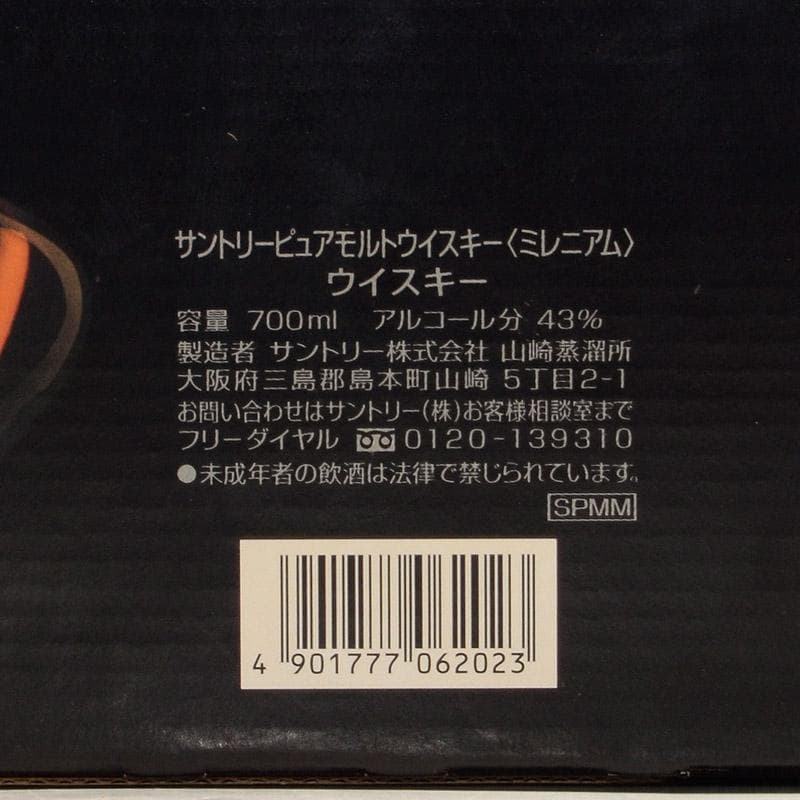 サントリーピュアモルトウイスキー〈ミレニアム〉
ウイスキー
容量 700ml アルコール分 43%
製造者 サントリー株式会社 山崎蒸溜所
大阪府三島郡島本町山崎 5丁目2-1
お問い合わせはサントリー(株)お客様相談室まで
フリーダイヤル 0120-139310
●未成年者の飲酒は法律で禁じられています。
SPMM
4 901777 062023